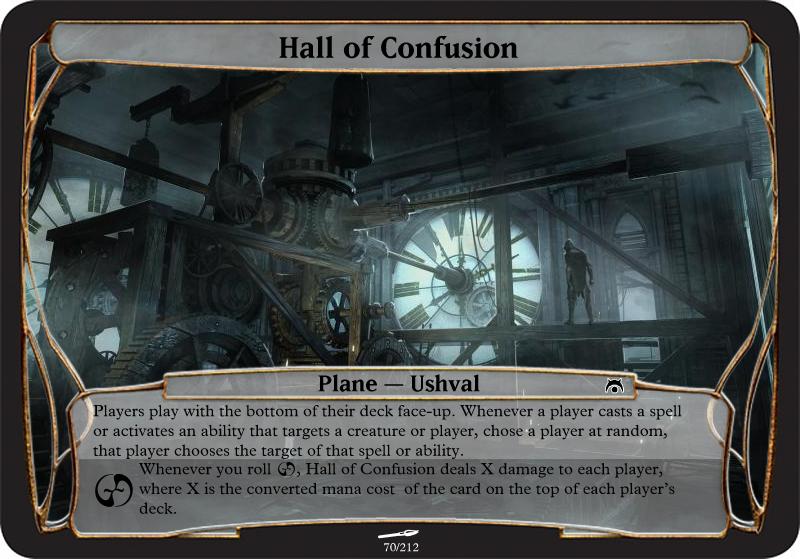 Hall of Confusion
Plane — Ushval
Players play with the bottom of their deck face-up. Whenever a player casts a spell
or activates an ability that targets a creature or player, chose a player at random,
that player chooses the target of that spell or ability.
Whenever you roll , Hall of Confusion deals X damage to each player,
where X is the converted mana cost of the card on the top of each player's
deck.
70/212